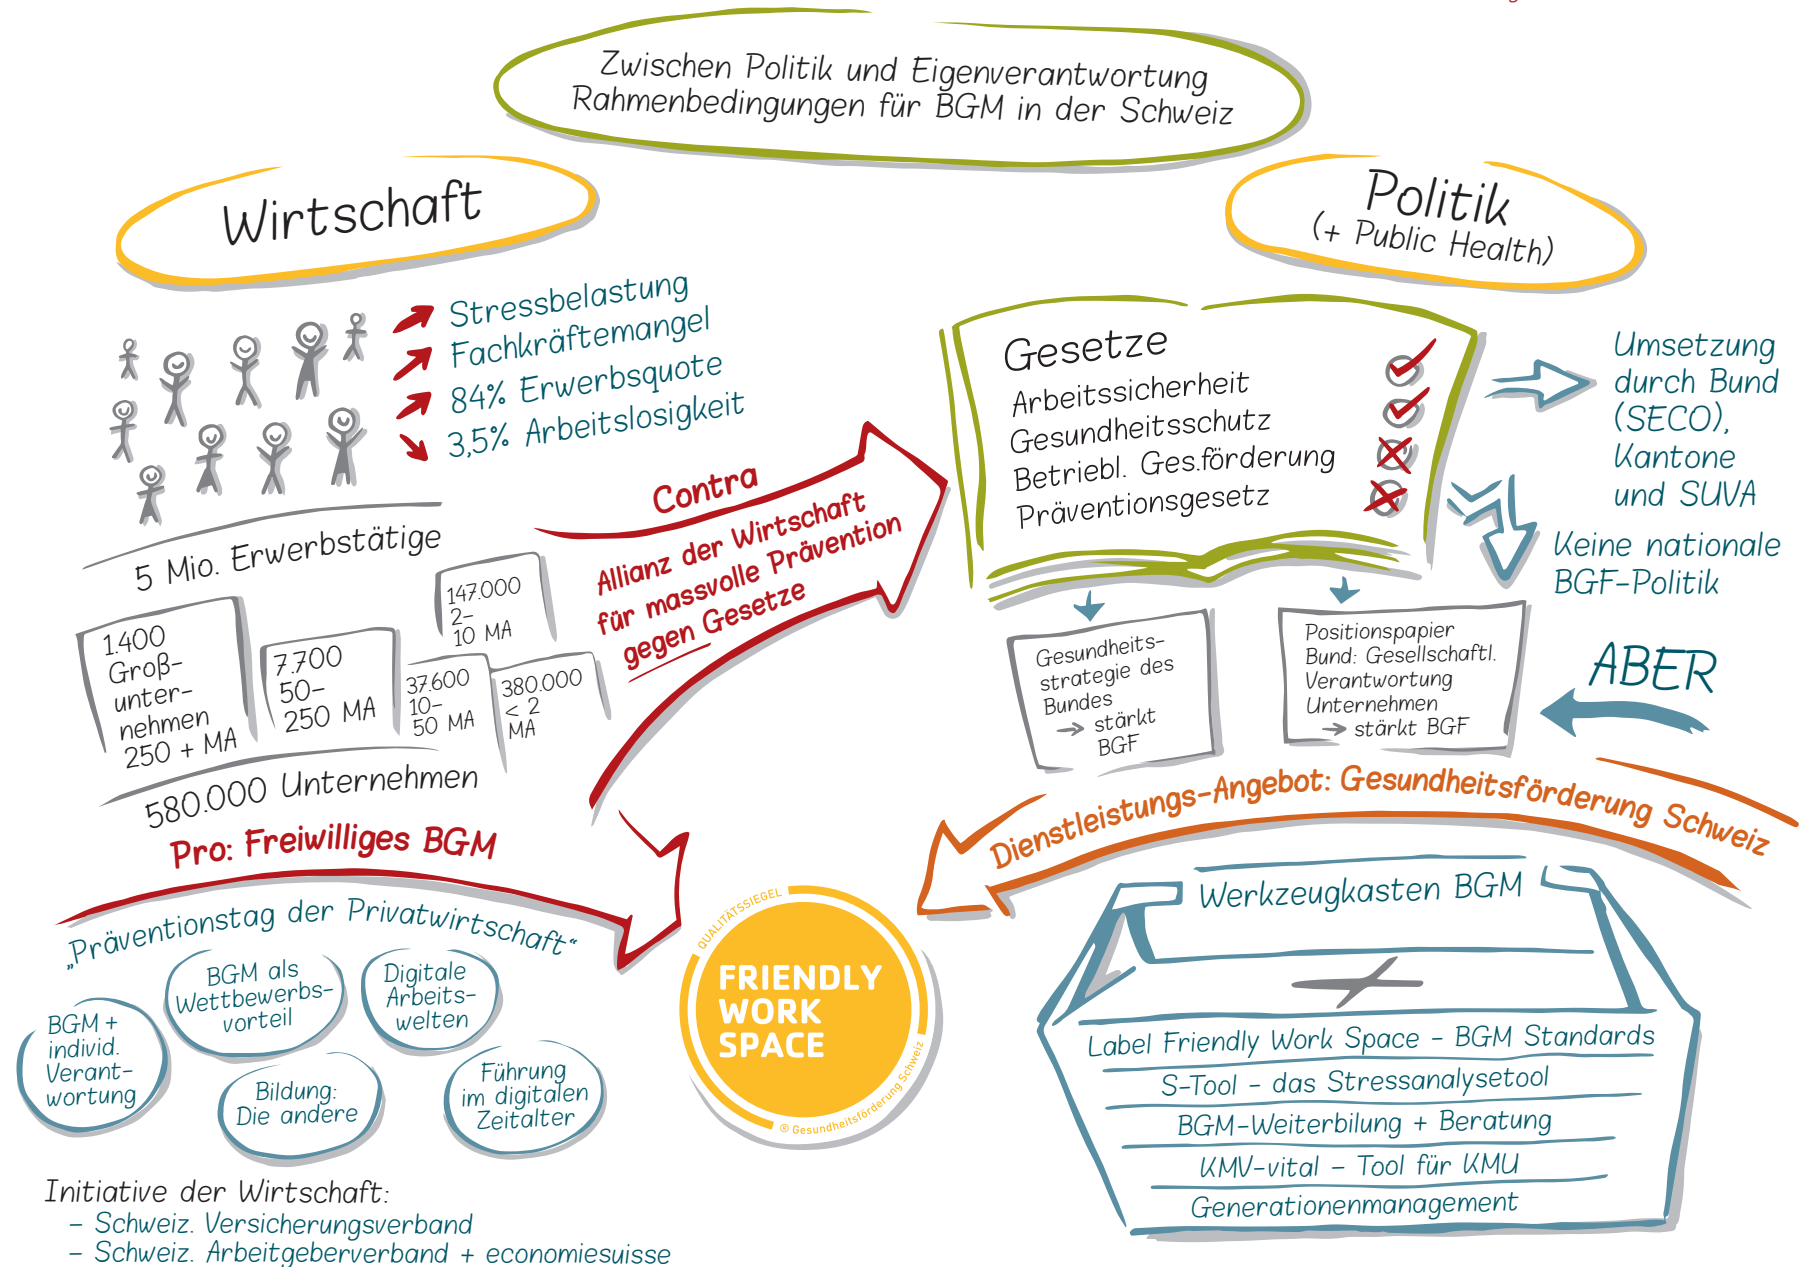 Zwischen Politik und Eigenverantwortung
Rahmenbedingungen für BGM in der Schweiz
Wirtschaft
Stressbelastung
Fachkräftemangel
84% Erwerbsquote
3,5% Arbeitslosigkeit
5 Mio. Erwerbstätige
1.400
Groß-
unter-
nehmen
250 + MA
7.700
50-
250 MA
147.000
2-
10 MA
37.600
10-
50 MA
380.000
< 2
MA
580.000 Unternehmen
Contra
Allianz der Wirtschaft
für massvolle Prävention
gegen Gesetze
Pro: Freiwilliges BGM
„Präventionstag der Privatwirtschaft“
BGM +
individ.
Verant-
wortung
BGM als
Wettbewerbs-
vorteil
Digitale
Arbeits-
welten
Bildung:
Die andere
Führung
im digitalen
Zeitalter
Initiative der Wirtschaft:
– Schweiz. Versicherungsverband
– Schweiz. Arbeitgeberverband + economiesuisse
QUALITÄTSSIEGEL
FRIENDLY
WORK
SPACE
® Gesundheitsförderung Schweiz
Politik
(+ Public Health)
Gesetze
Arbeitssicherheit
Gesundheitsschutz
Betriebl. Ges.förderung
Präventionsgesetz
Umsetzung
durch Bund
(SECO),
Kantone
und SUVA
Keine nationale
BGF-Politik
Gesundheits-
strategie des
Bundes
→ stärkt
BGF
Positionspapier
Bund: Gesellschaftl.
Verantwortung
Unternehmen
→ stärkt BGF
ABER
Dienstleistungs-Angebot: Gesundheitsförderung Schweiz
Werkzeugkasten BGM
Label Friendly Work Space – BGM Standards
S-Tool – das Stressanalysetool
BGM-Weiterbilung + Beratung
KMV-vital – Tool für KMU
Generationenmanagement